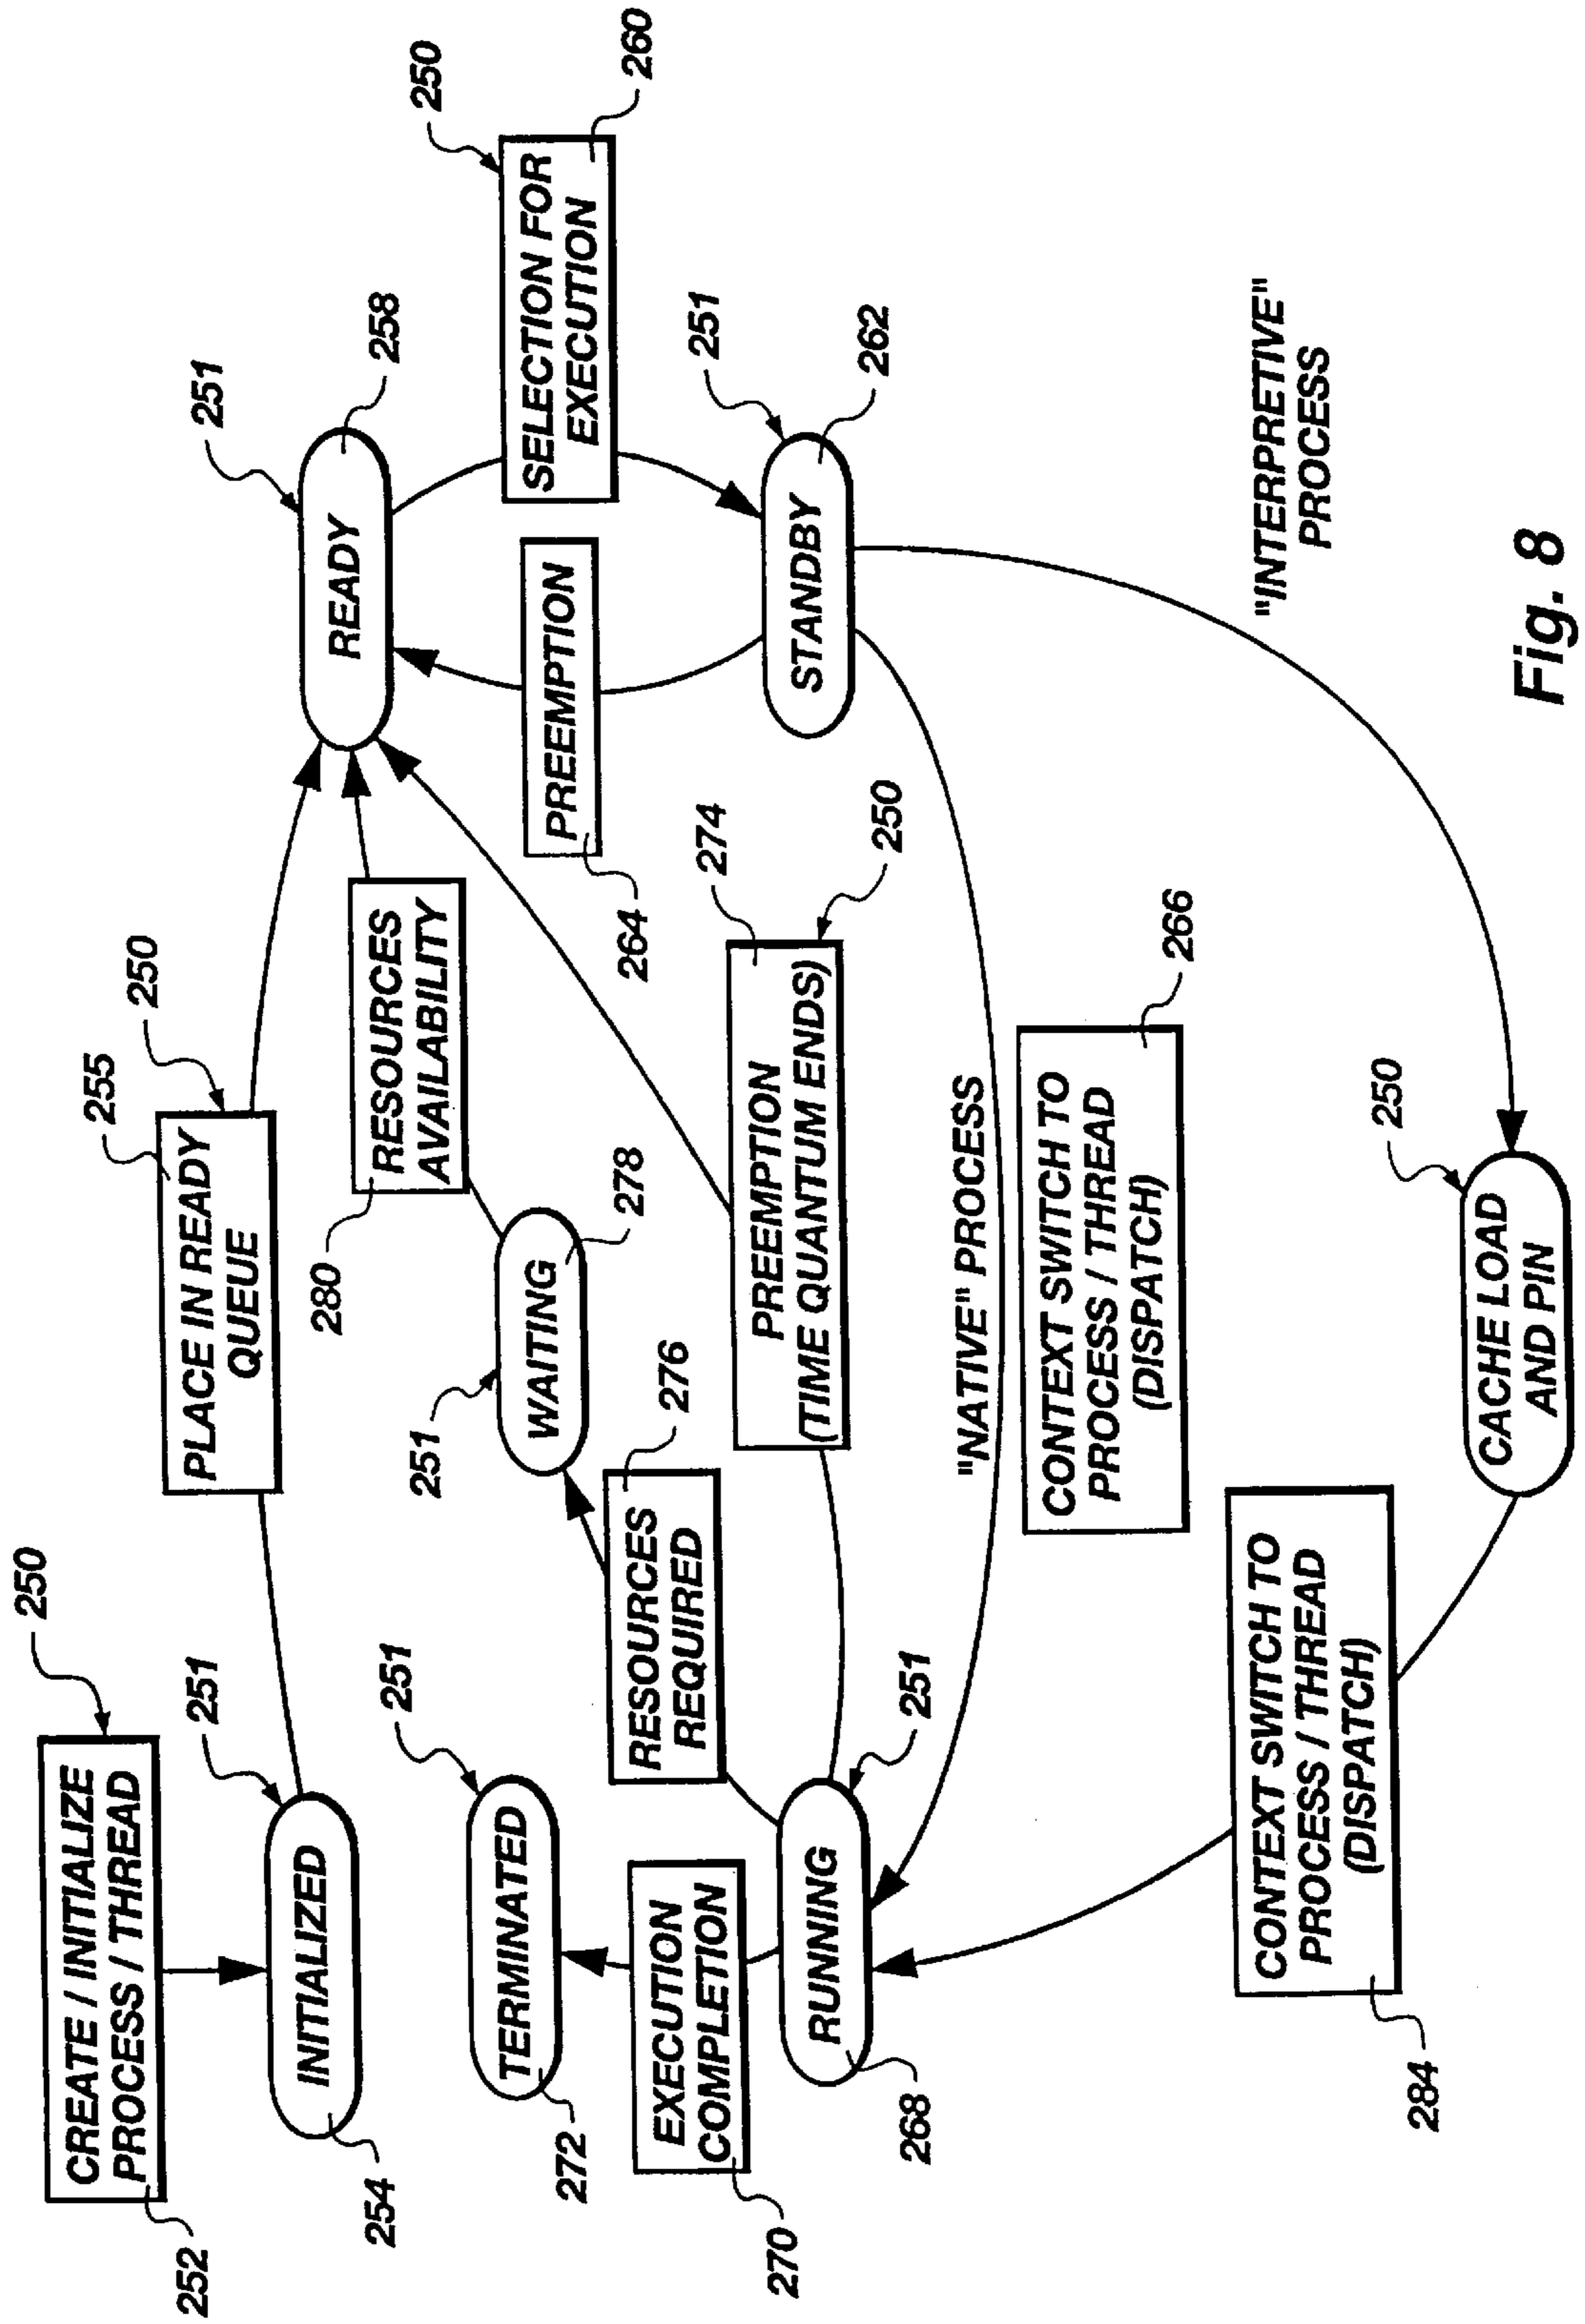 250
CREATE / INITIALIZE
PROCESS / THREAD
252
251
INITIALIZED
254
255
250
PLACE IN READY
QUEUE
251
READY
258
280
RESOURCES
AVAILABILITY
250
SELECTION FOR
EXECUTION
260
PREEMPTION
264
251
TERMINATED
272
251
WAITING
278
276
RESOURCES
REQUIRED
EXECUTION
COMPLETION
270
274
PREEMPTION
(TIME QUANTUM ENDS)
250
251
STANDBY
262
251
RUNNING
268
"NATIVE" PROCESS
CONTEXT SWITCH TO
PROCESS / THREAD
(DISPATCH)
266
"INTERPRETIVE"
PROCESS
CONTEXT SWITCH TO
PROCESS / THREAD
(DISPATCH)
284
250
CACHE LOAD
AND PIN
Fig. 8